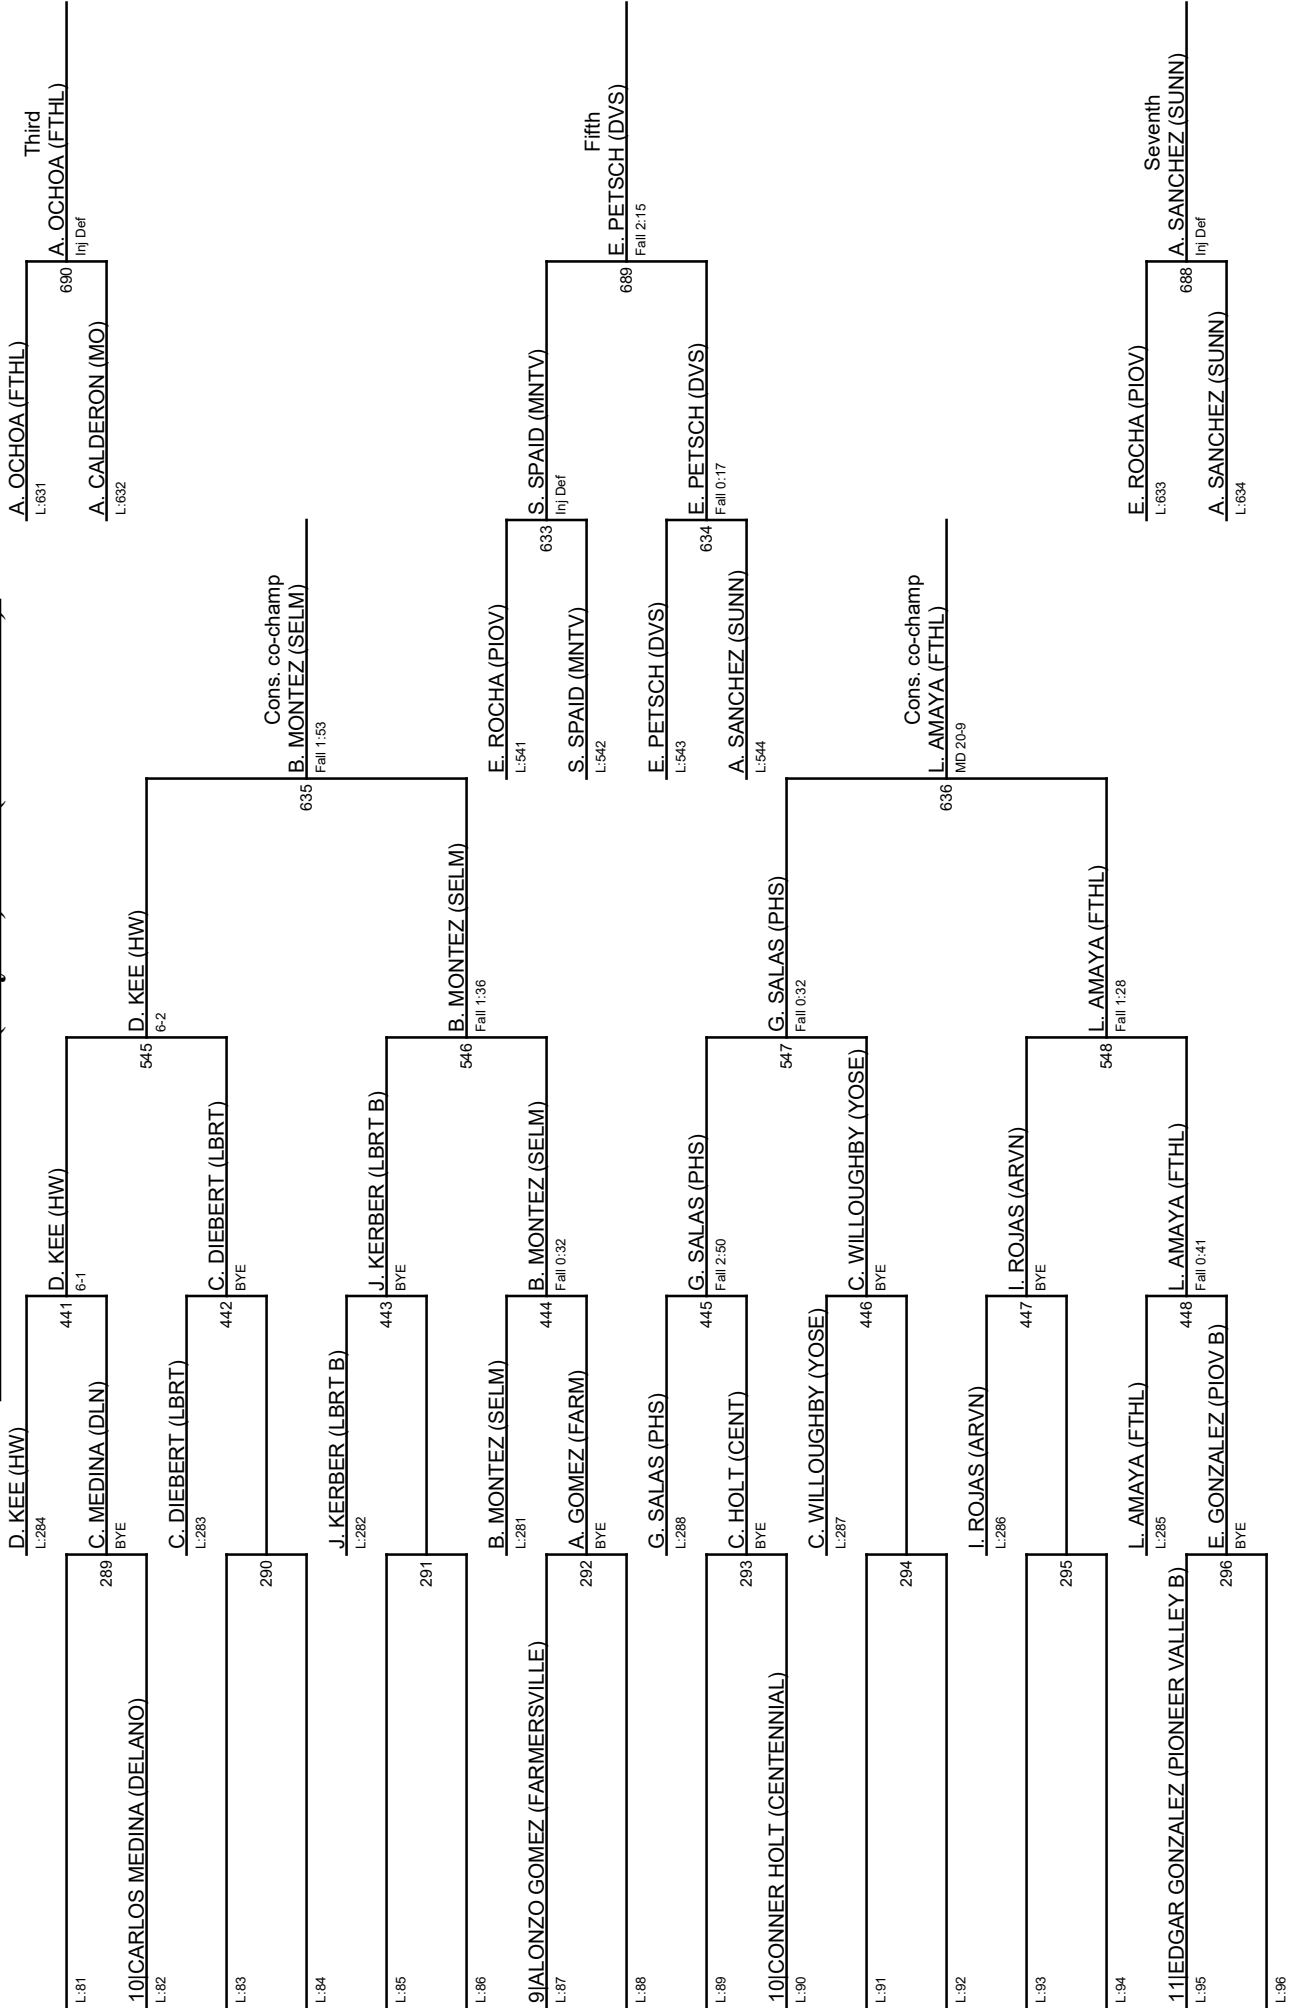 L:81
10|CARLOS MEDINA (DELANO)
L:82
L:83
L:84
L:85
L:86
9|ALONZO GOMEZ (FARMERSVILLE)
L:87
L:88
L:89
10|CONNER HOLT (CENTENNIAL)
L:90
L:91
L:92
L:93
L:94
11|EDGAR GONZALEZ (PIONEER VALLEY B)
L:95
L:96
289
290
291
292
293
294
295
296
D. KEE (HW)
L:284
C. MEDINA (DLN)
BYE
C. DIEBERT (LBRT)
L:283
J. KERBER (LBRT B)
L:282
B. MONTEZ (SELM)
L:281
A. GOMEZ (FARM)
BYE
G. SALAS (PHS)
L:288
C. HOLT (CENT)
BYE
C. WILLOUGHBY (YOSE)
L:287
I. ROJAS (ARVN)
L:286
L. AMAYA (FTHL)
L:285
E. GONZALEZ (PIOV B)
BYE
441
442
443
444
445
446
447
448
D. KEE (HW)
6-1
C. DIEBERT (LBRT)
BYE
J. KERBER (LBRT B)
BYE
B. MONTEZ (SELM)
Fall 0:32
G. SALAS (PHS)
Fall 2:50
C. WILLOUGHBY (YOSE)
BYE
I. ROJAS (ARVN)
BYE
L. AMAYA (FTHL)
Fall 0:41
545
546
547
548
D. KEE (HW)
6-2
B. MONTEZ (SELM)
Fall 1:36
G. SALAS (PHS)
Fall 0:32
L. AMAYA (FTHL)
Fall 1:28
635
636
Cons. co-champ
B. MONTEZ (SELM)
Fall 1:53
E. ROCHA (PIOV)
L:541
S. SPAID (MNTV)
L:542
E. PETSCH (DVS)
L:543
A. SANCHEZ (SUNN)
L:544
Cons. co-champ
L. AMAYA (FTHL)
MD 20-9
633
634
A. OCHOA (FTHL)
L:631
A. CALDERON (MO)
L:632
S. SPAID (MNTV)
Inj Def
E. PETSCH (DVS)
Fall 0:17
E. ROCHA (PIOV)
L:633
A. SANCHEZ (SUNN)
L:634
690
689
688
Third
A. OCHOA (FTHL)
Inj Def
Fifth
E. PETSCH (DVS)
Fall 2:15
Seventh
A. SANCHEZ (SUNN)
Inj Def